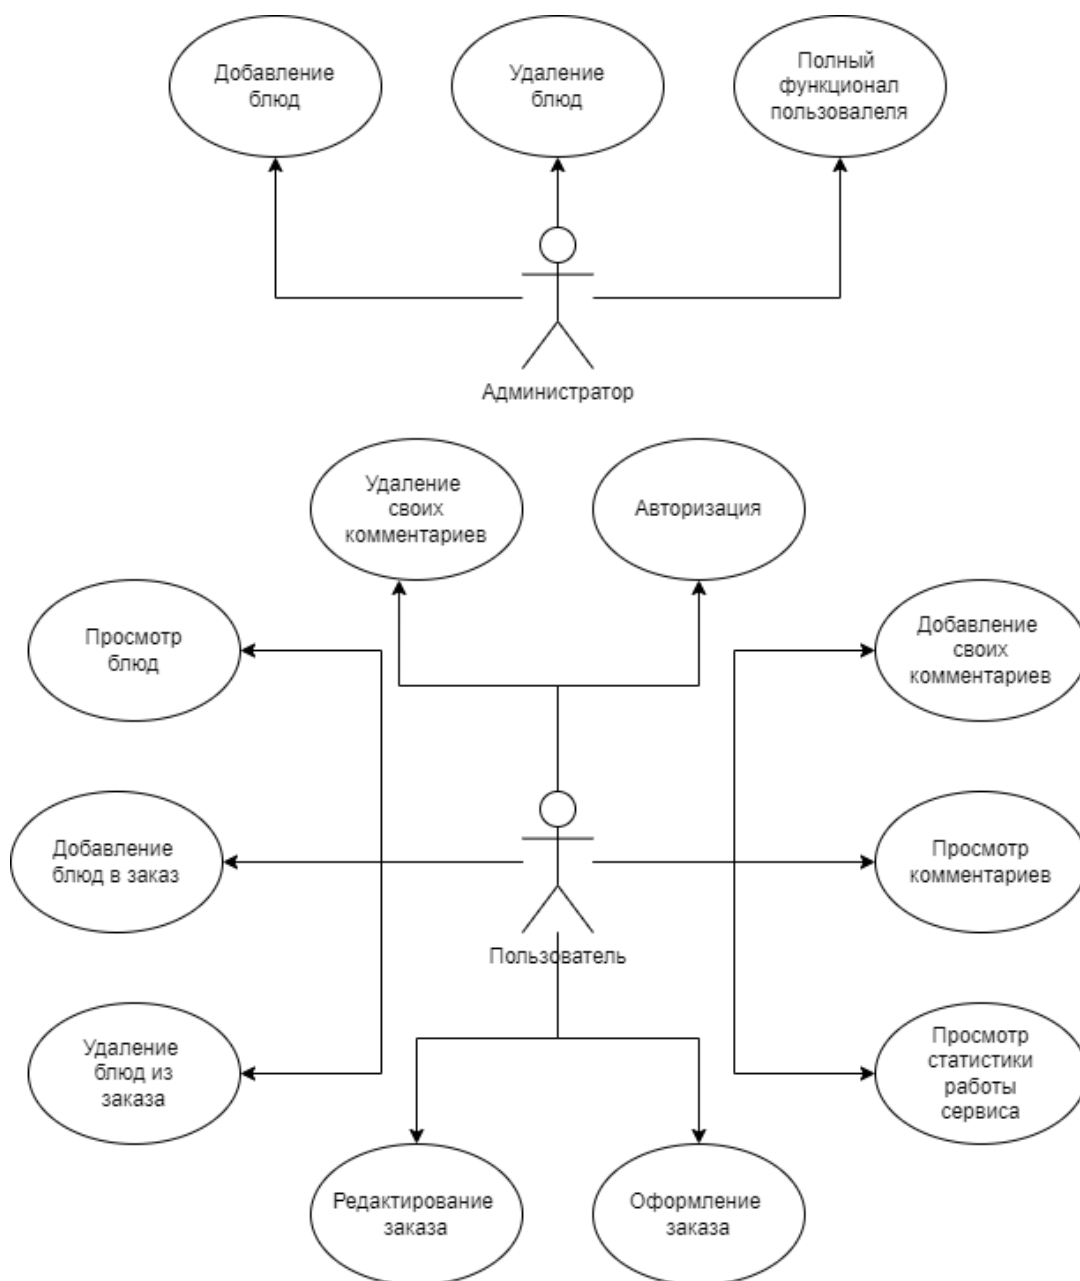 Добавление
блюд
Удаление
блюд
Полный
функционал
пользовалеля
Администратор
Удаление
своих
комментариев
Авторизация
Просмотр
блюд
Добавление
своих
комментариев
Добавление
блюд в заказ
Просмотр
комментариев
Пользователь
Удаление
блюд из
заказа
Просмотр
статистики
работы
сервиса
Редактирование
заказа
Оформление
заказа